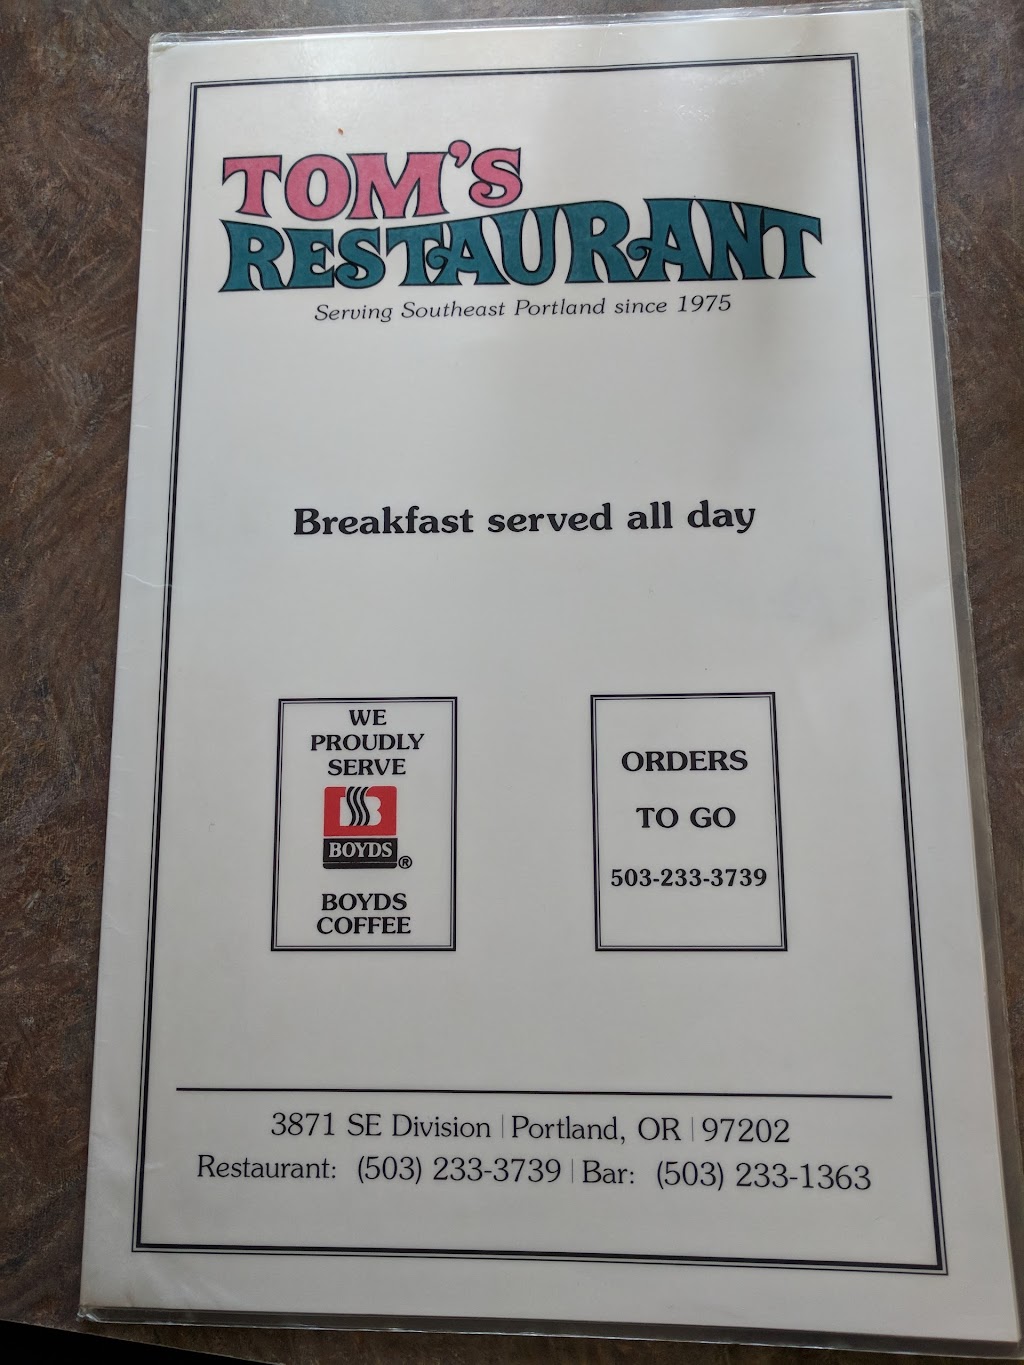 TOM'S
RESTAURANT
Serving Southeast Portland since 1975
Breakfast served all day
WE
PROUDLY
SERVE
B
BOYDS
®
BOYDS
COFFEE
ORDERS
TO GO
503-233-3739
3871 SE Division | Portland, OR | 97202
Restaurant: (503) 233-3739 | Bar: (503) 233-1363